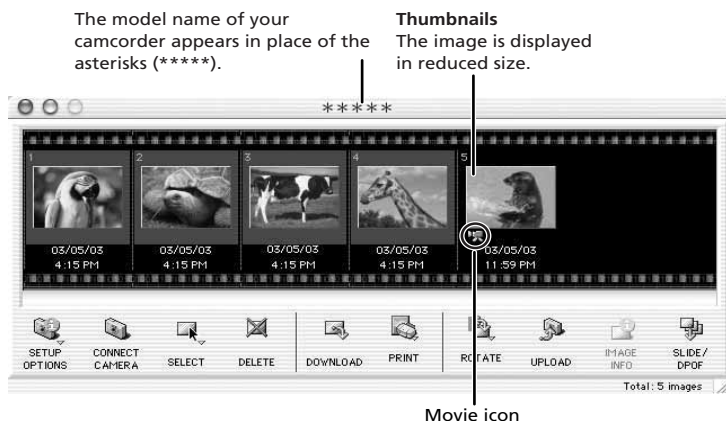 The model name of your
camcorder appears in place of the
asterisks (*****).
Thumbnails
The image is displayed
in reduced size.
*****
1
2
3
4
5
03/05/03
4:15 PM
03/05/03
4:15 PM
03/05/03
4:15 PM
03/05/03
4:15 PM
03/05/03
11:59 PM
SETUP
OPTIONS
CONNECT
CAMERA
SELECT
DELETE
DOWNLOAD
PRINT
ROTATE
UPLOAD
IMAGE
INFO
SLIDE/
DPOF
Total: 5 images
Movie icon